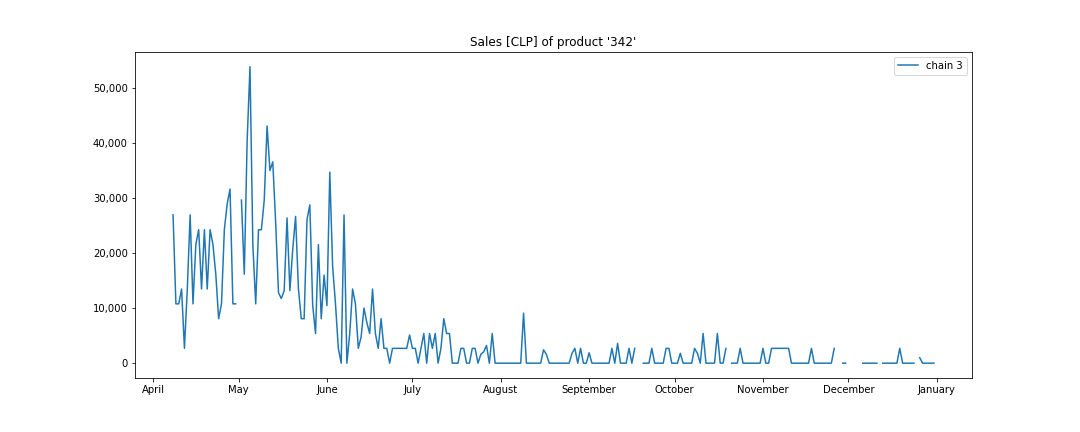 Sales [CLP] of product '342'
chain 3
50,000
40,000
30,000
20,000
10,000
0
April May June July August September October November December January